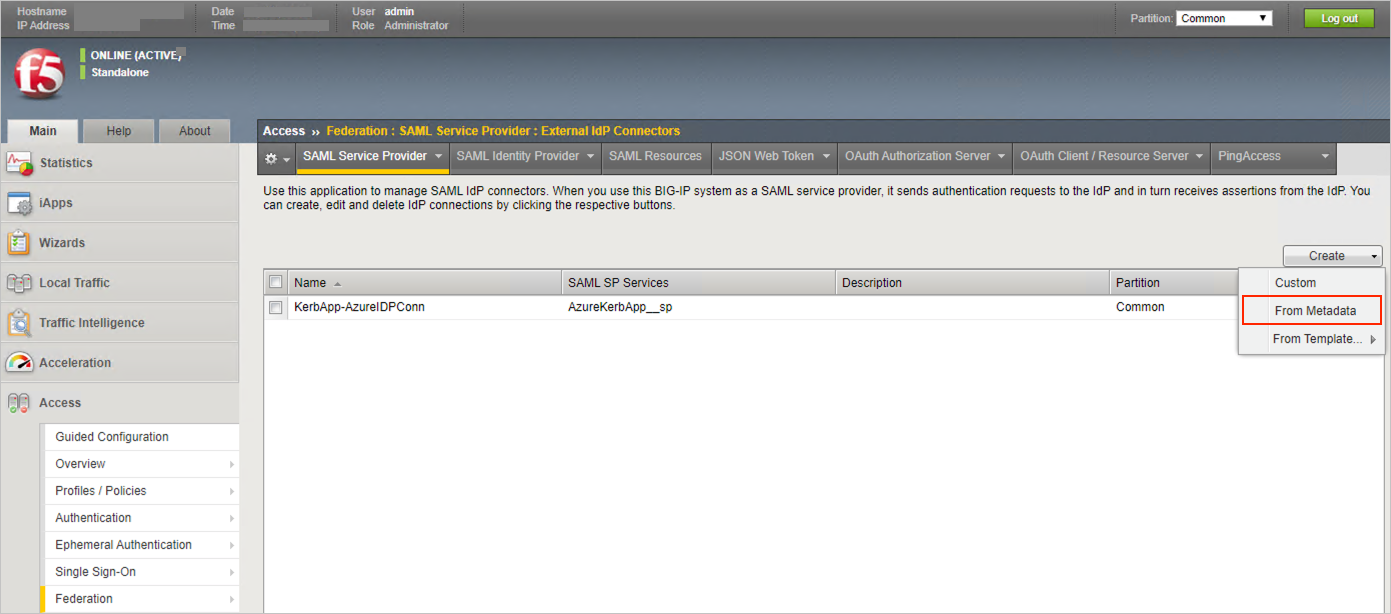 Hostname
IP Address
Date
Time
User admin
Role Administrator
Partition: Common
Log out
f5
ONLINE (ACTIVE)
Standalone
Main Help About
Access ›› Federation : SAML Service Provider : External IdP Connectors
SAML Service Provider SAML Identity Provider SAML Resources JSON Web Token OAuth Authorization Server OAuth Client / Resource Server PingAccess
Statistics
iApps
Wizards
Local Traffic
Traffic Intelligence
Acceleration
Access
Guided Configuration
Overview
Profiles / Policies
Authentication
Ephemeral Authentication
Single Sign-On
Federation
Use this application to manage SAML IdP connectors. When you use this BIG-IP system as a SAML service provider, it sends authentication requests to the IdP and in turn receives assertions from the IdP. You
can create, edit and delete IdP connections by clicking the respective buttons.
Create
Custom
From Metadata
From Template...
Name SAML SP Services Description Partition
KerbApp-AzureIDPConn AzureKerbApp__sp Common